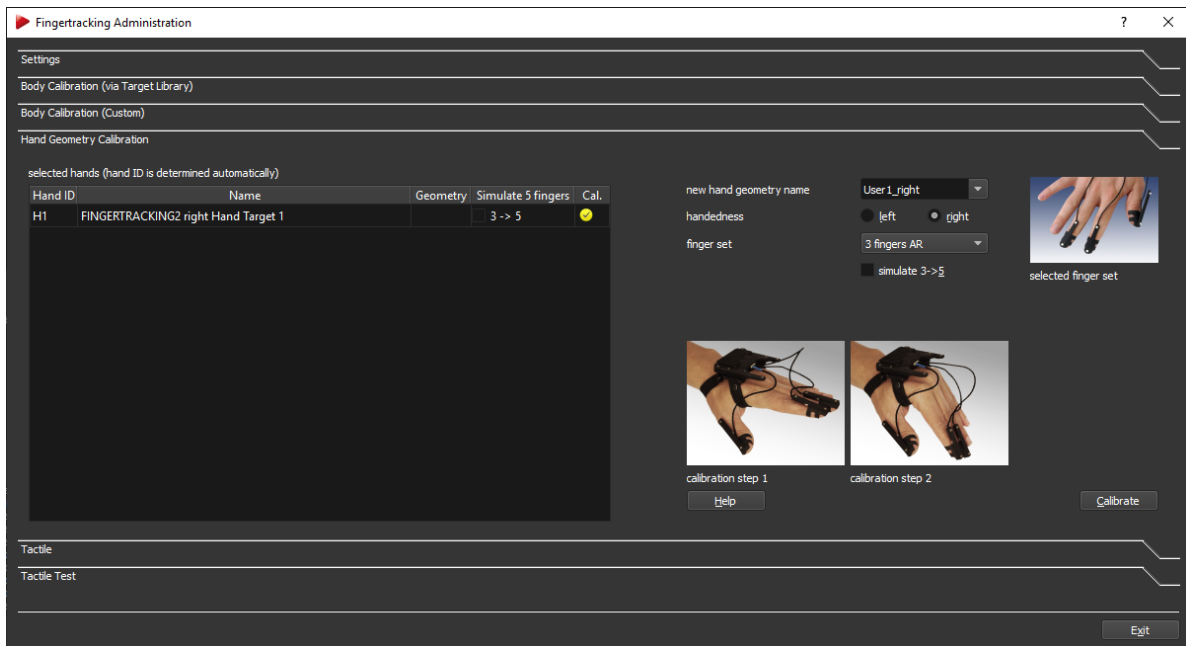 Fingertracking Administration
Settings
Body Calibration (via Target Library)
Body Calibration (Custom)
Hand Geometry Calibration
selected hands (hand ID is determined automatically)
Hand ID Name Geometry Simulate 5 fingers Cal.
H1 FINGERTRACKING2 right Hand Target 1 3 -> 5
new hand geometry name User1_right
handedness left right
finger set 3 fingers AR
simulate 3->5
selected finger set
calibration step 1 calibration step 2
Help Calibrate
Tactile
Tactile Test
Exit